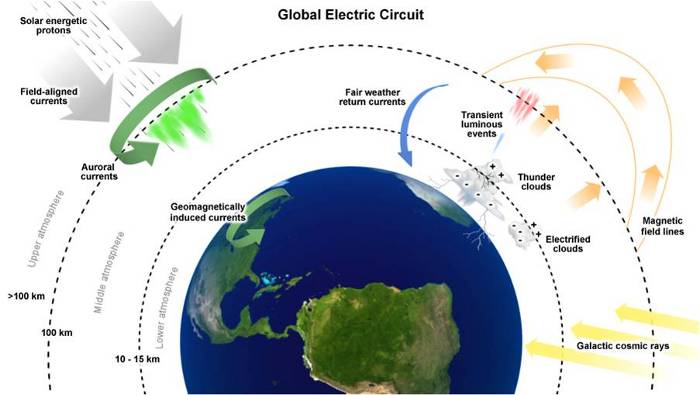 Global Electric Circuit
Solar energetic
protons
Field-aligned
currents
Auroral
currents
Fair weather
return currents
Transient
luminous
events
Thunder
clouds
Geomagnetically
induced currents
Electrified
clouds
Magnetic
field lines
Upper atmosphere
Middle atmosphere
Lower atmosphere
>100 km
100 km
10 - 15 km
Galactic cosmic rays